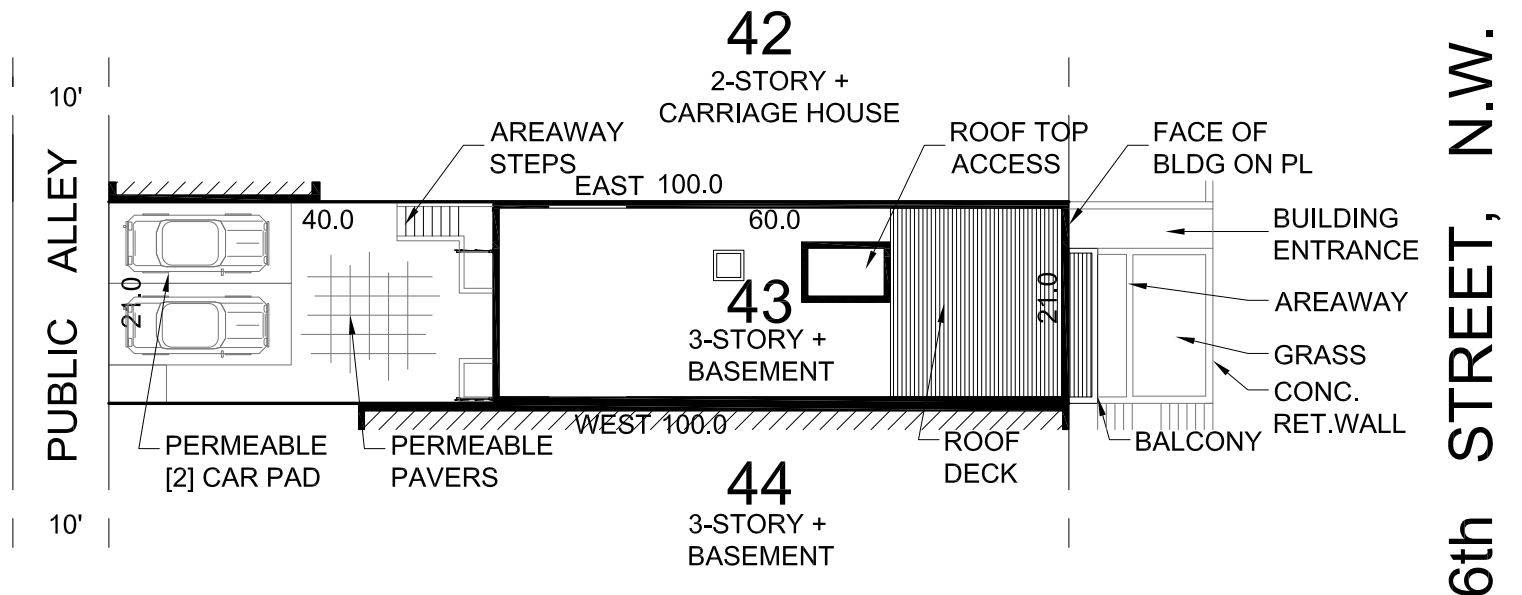 42
2-STORY +
CARRIAGE HOUSE
10'
PUBLIC ALLEY
10'
AREAWAY
STEPS
ROOF TOP
ACCESS
FACE OF
BLDG ON PL
EAST 100.0
40.0
60.0
21.0
21.0
43
3-STORY +
BASEMENT
BUILDING
ENTRANCE
AREAWAY
GRASS
CONC.
RET.WALL
WEST 100.0
PERMEABLE
[2] CAR PAD
PERMEABLE
PAVERS
ROOF
DECK
BALCONY
44
3-STORY +
BASEMENT
6th STREET, N.W.